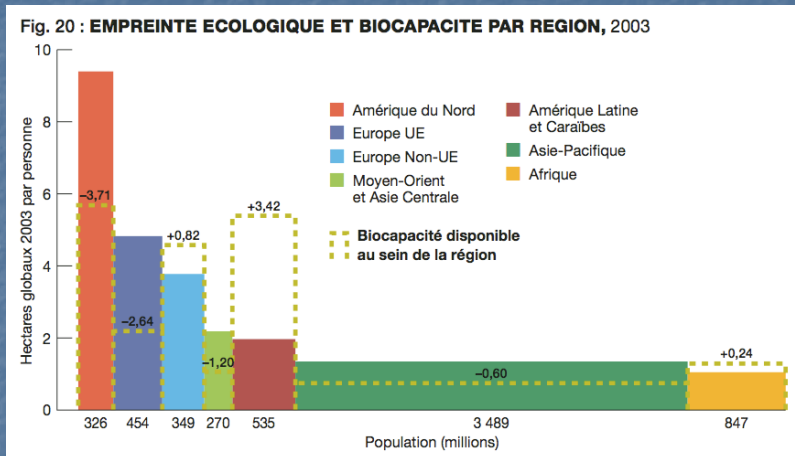 Fig. 20 : EMPREINTE ECOLOGIQUE ET BIOCAPACITE PAR REGION, 2003
Hectares globaux 2003 par personne
10
8
6
4
2
0
Amérique du Nord
Europe UE
Europe Non-UE
Moyen-Orient
et Asie Centrale
Amérique Latine
et Caraïbes
Asie-Pacifique
Afrique
Biocapacité disponible
au sein de la région
–3,71
–2,64
+0,82
–1,20
+3,42
–0,60
+0,24
326
454
349
270
535
3 489
847
Population (millions)